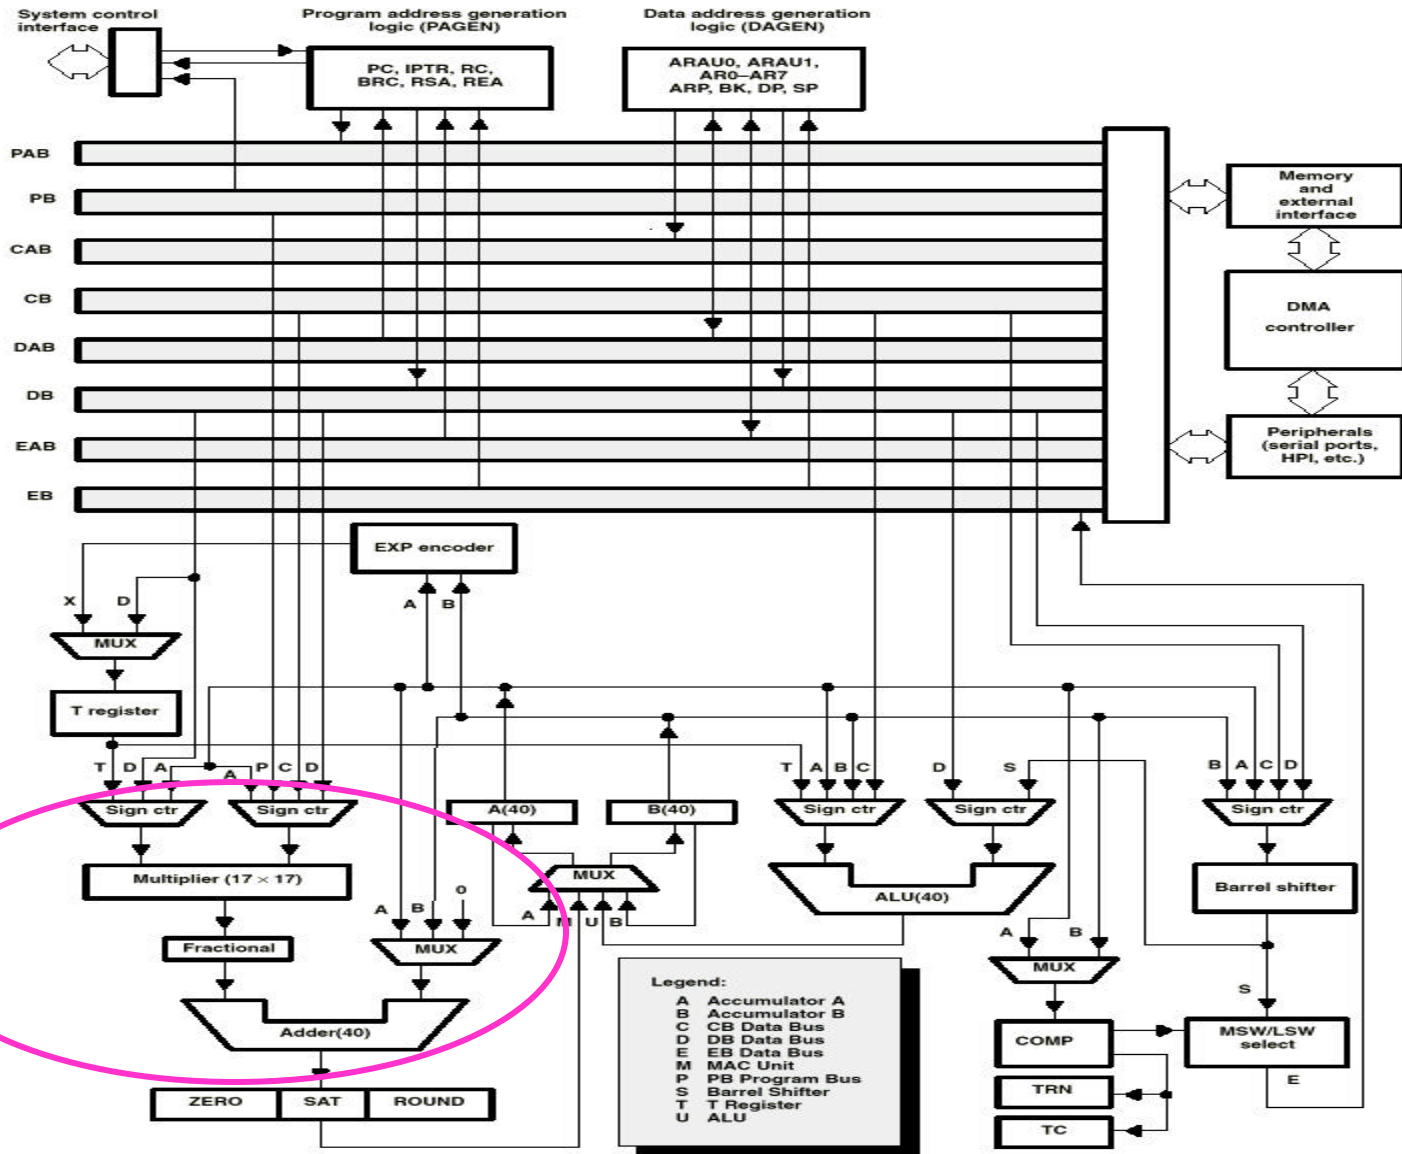 System control
interface
Program address generation
logic (PAGEN)
Data address generation
logic (DAGEN)
PC, IPTR, RC,
BRC, RSA, REA
ARAU0, ARAU1,
AR0–AR7
ARP, BK, DP, SP
PAB
PB
CAB
CB
DAB
DB
EAB
EB
Memory
and
external
interface
DMA
controller
Peripherals
(serial ports,
HPI, etc.)
EXP encoder
X D
A B
MUX
T register
T D A
A P C D
T A B C
D S
B A C D
Sign ctr
Sign ctr
A(40)
B(40)
Sign ctr
Sign ctr
Sign ctr
Multiplier (17 × 17)
MUX
ALU(40)
Barrel shifter
A B 0
A M U B
Fractional
MUX
A B
MUX
S
Adder(40)
COMP
MSW/LSW
select
E
ZERO SAT ROUND
TRN
TC
Legend:
A Accumulator A
B Accumulator B
C CB Data Bus
D DB Data Bus
E EB Data Bus
M MAC Unit
P PB Program Bus
S Barrel Shifter
T T Register
U ALU